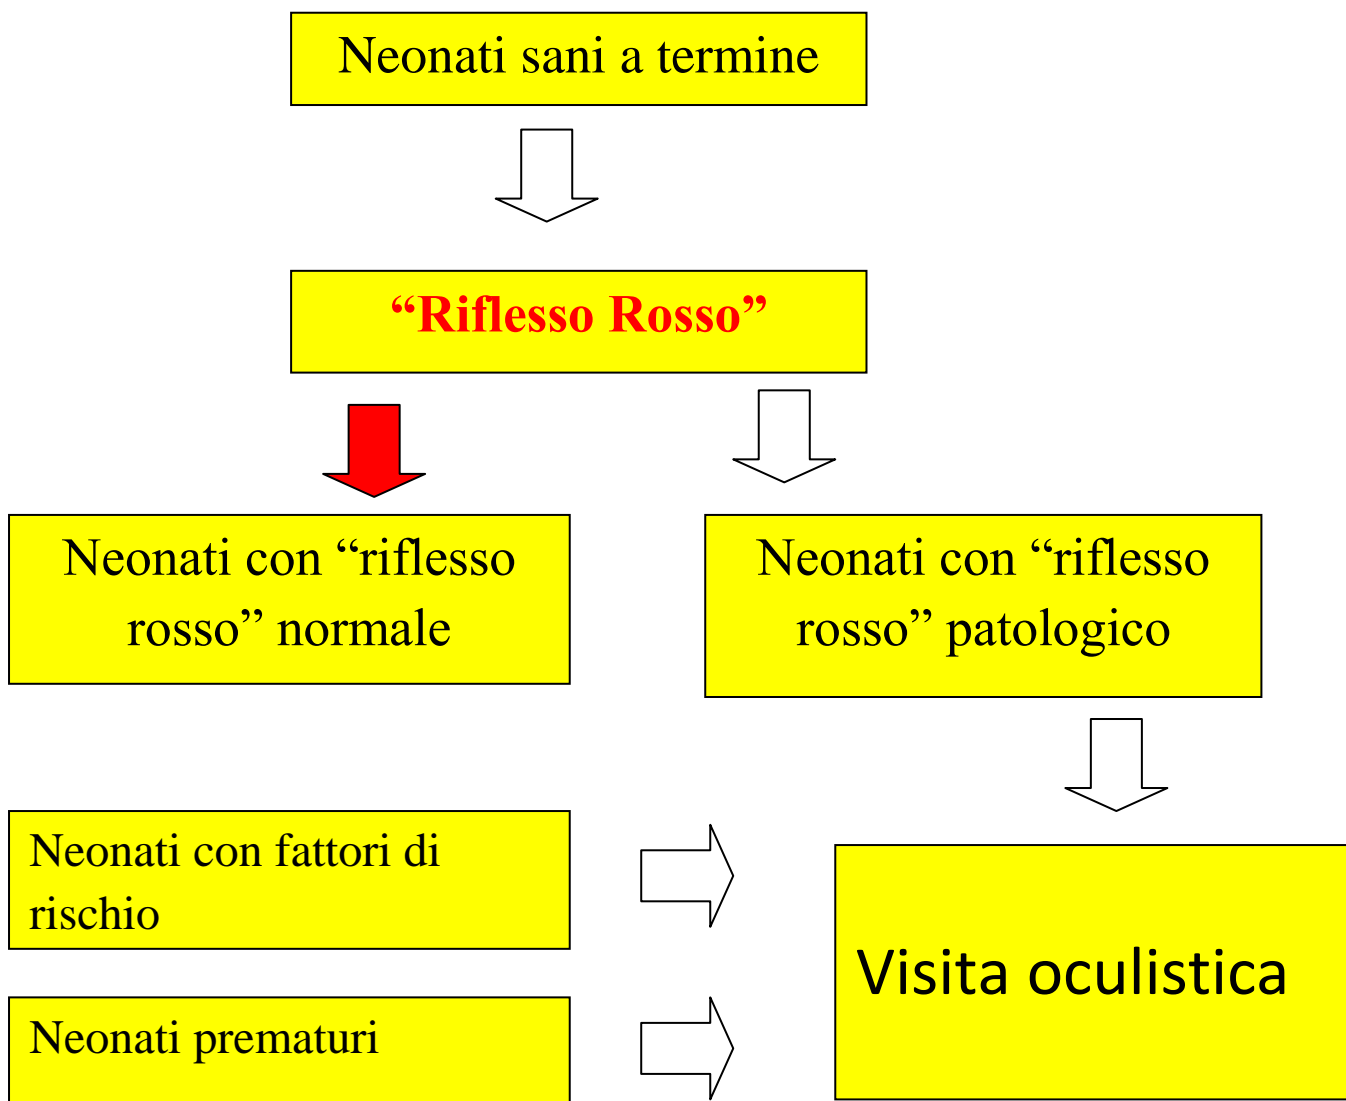 Neonati sani a termine
“Riflesso Rosso”
Neonati con “riflesso
rosso” normale
Neonati con “riflesso
rosso” patologico
Neonati con fattori di
rischio
Visita oculistica
Neonati prematuri